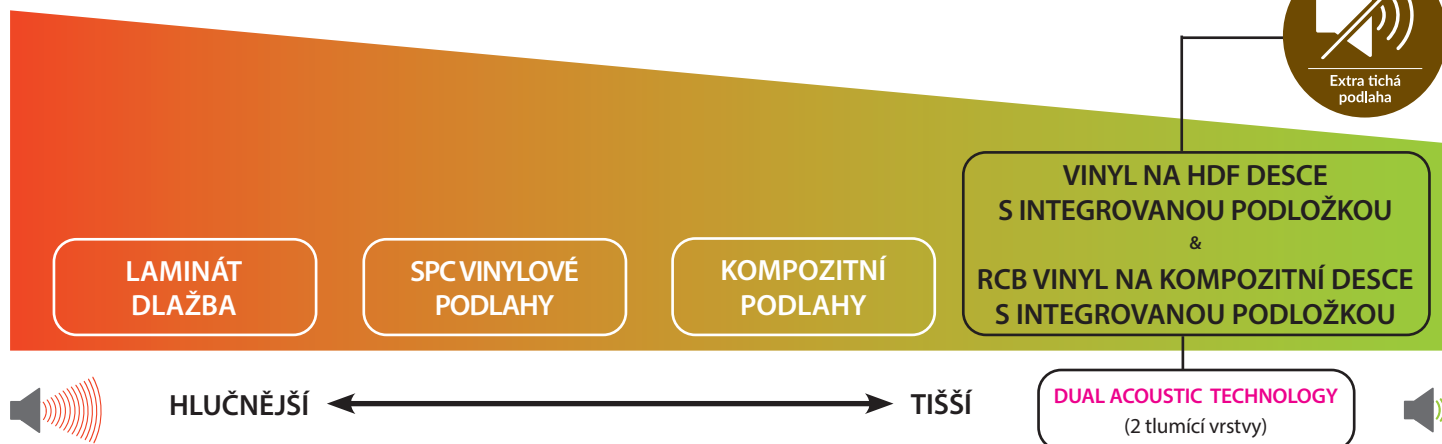 Extra tichá
podlaha
LAMINÁT
DLAŽBA
SPC VINYLOVÉ
PODLAHY
KOMPOZITNÍ
PODLAHY
VINYL NA HDF DESCE
S INTEGROVANOU PODLOŽKOU
&
RCB VINYL NA KOMPOZITNÍ DESCE
S INTEGROVANOU PODLOŽKOU
HLUČNĚJŠÍ
TIŠŠÍ
DUAL ACOUSTIC TECHNOLOGY
(2 tlumící vrstvy)